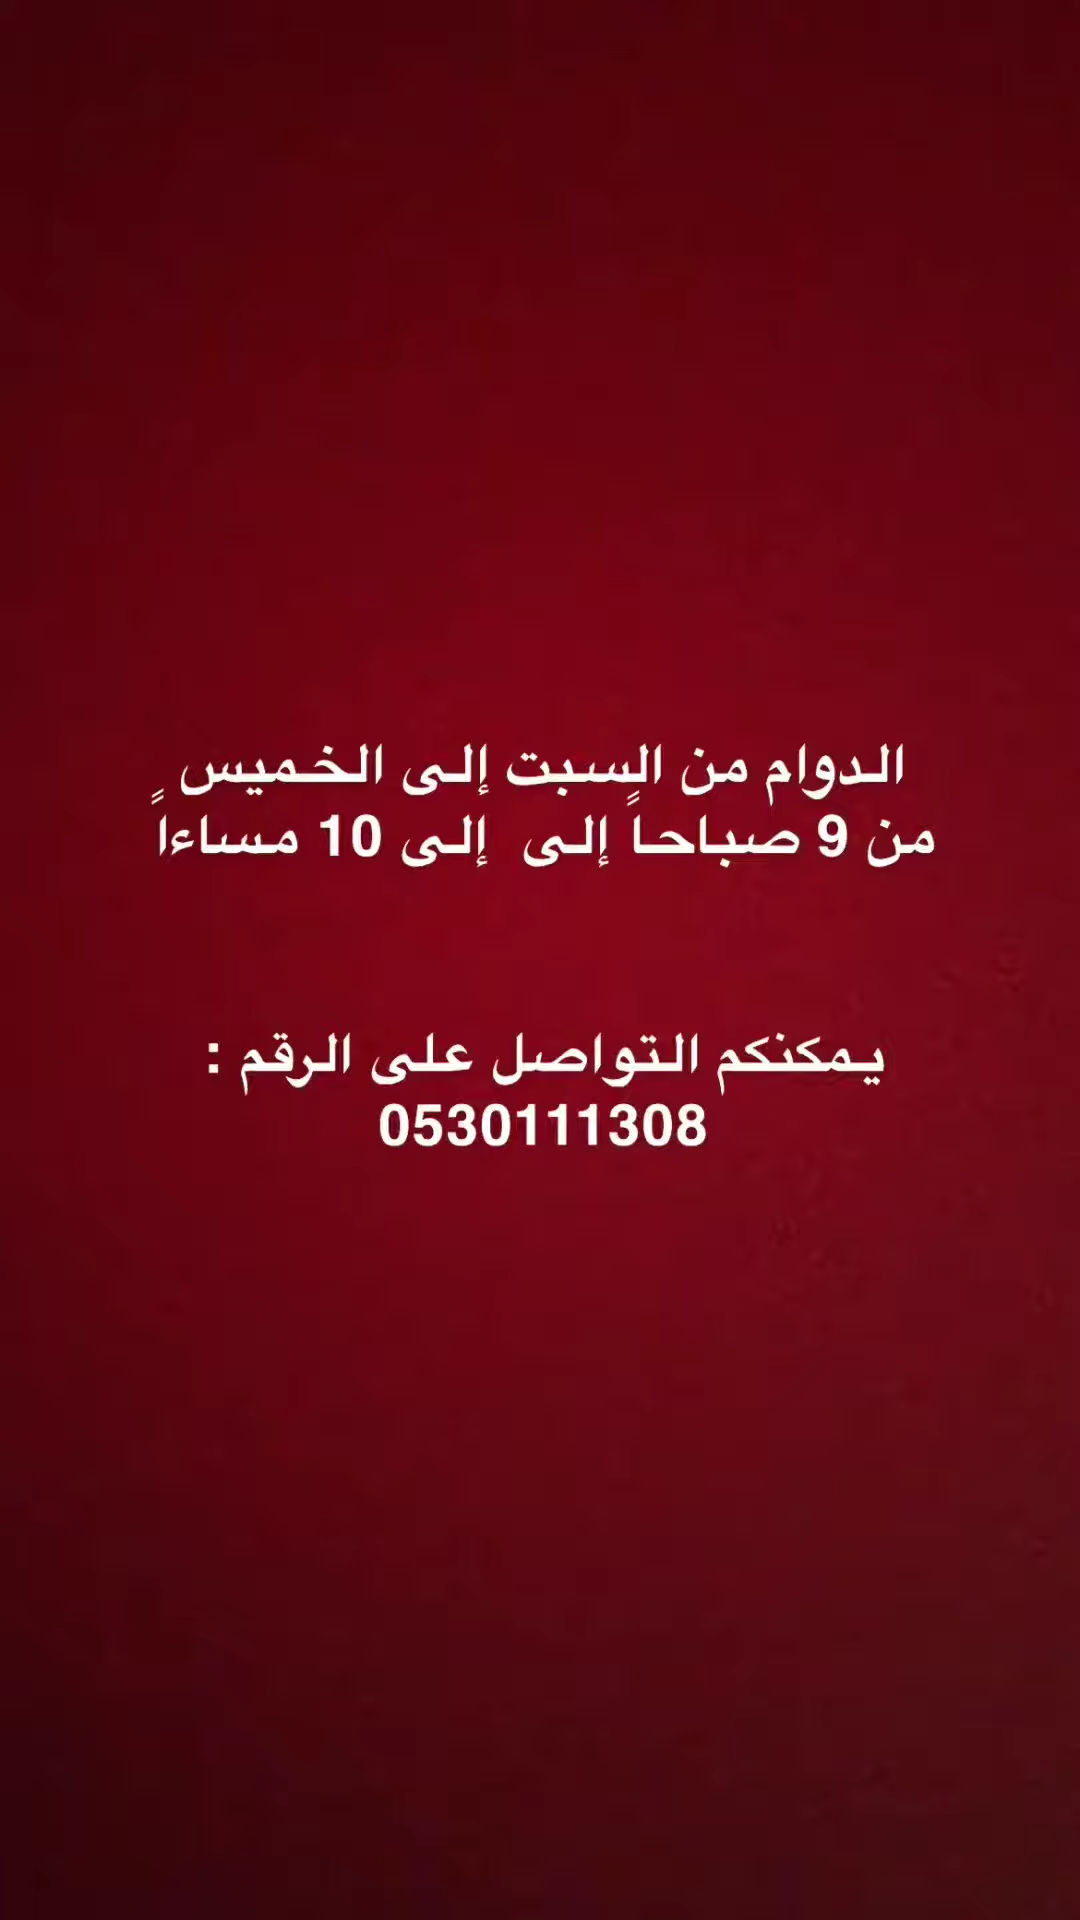 الدوام من السبت إلى الخميس
من 9 صباحاً إلى إلى 10 مساءاً
يمكنكم التواصل على الرقم :
0530111308